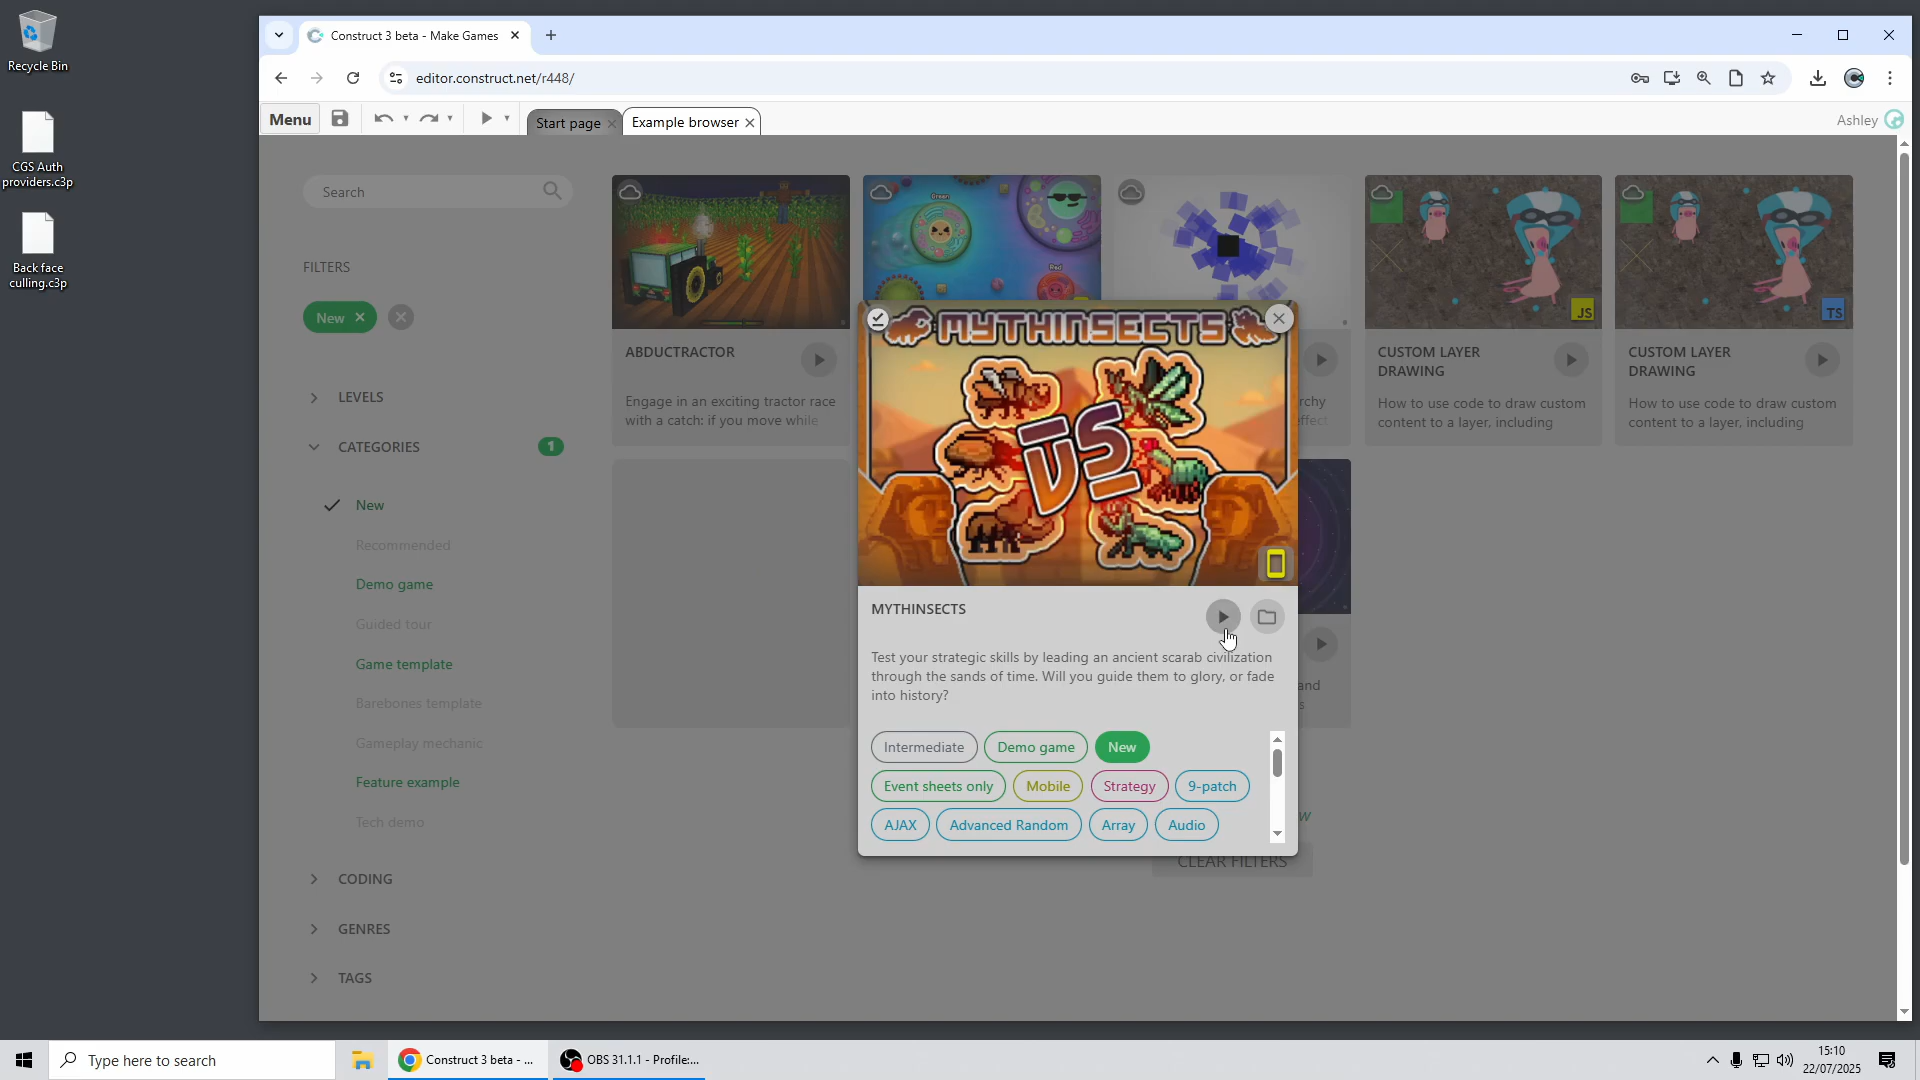 Recycle Bin
CGS Auth
providers.c3p
Back face
culling.c3p
Construct 3 beta - Make Games
editor.construct.net/r448/
Menu
Start page
Example browser
Ashley
Search
FILTERS
New
LEVELS
CATEGORIES
1
New
Recommended
Demo game
Guided tour
Game template
Barebones template
Gameplay mechanic
Feature example
Tech demo
CODING
GENRES
TAGS
ABDUCTRACTOR
Engage in an exciting tractor race
with a catch: if you move while
Green
Red
JS
CUSTOM LAYER
DRAWING
How to use code to draw custom
content to a layer, including
TS
CUSTOM LAYER
DRAWING
How to use code to draw custom
content to a layer, including
MYTHINSECTS
VS
MYTHINSECTS
Test your strategic skills by leading an ancient scarab civilization
through the sands of time. Will you guide them to glory, or fade
into history?
Intermediate
Demo game
New
Event sheets only
Mobile
Strategy
9-patch
AJAX
Advanced Random
Array
Audio
CLEAR FILTERS
Type here to search
Construct 3 beta - ...
OBS 31.1.1 - Profile:...
15:10
22/07/2025